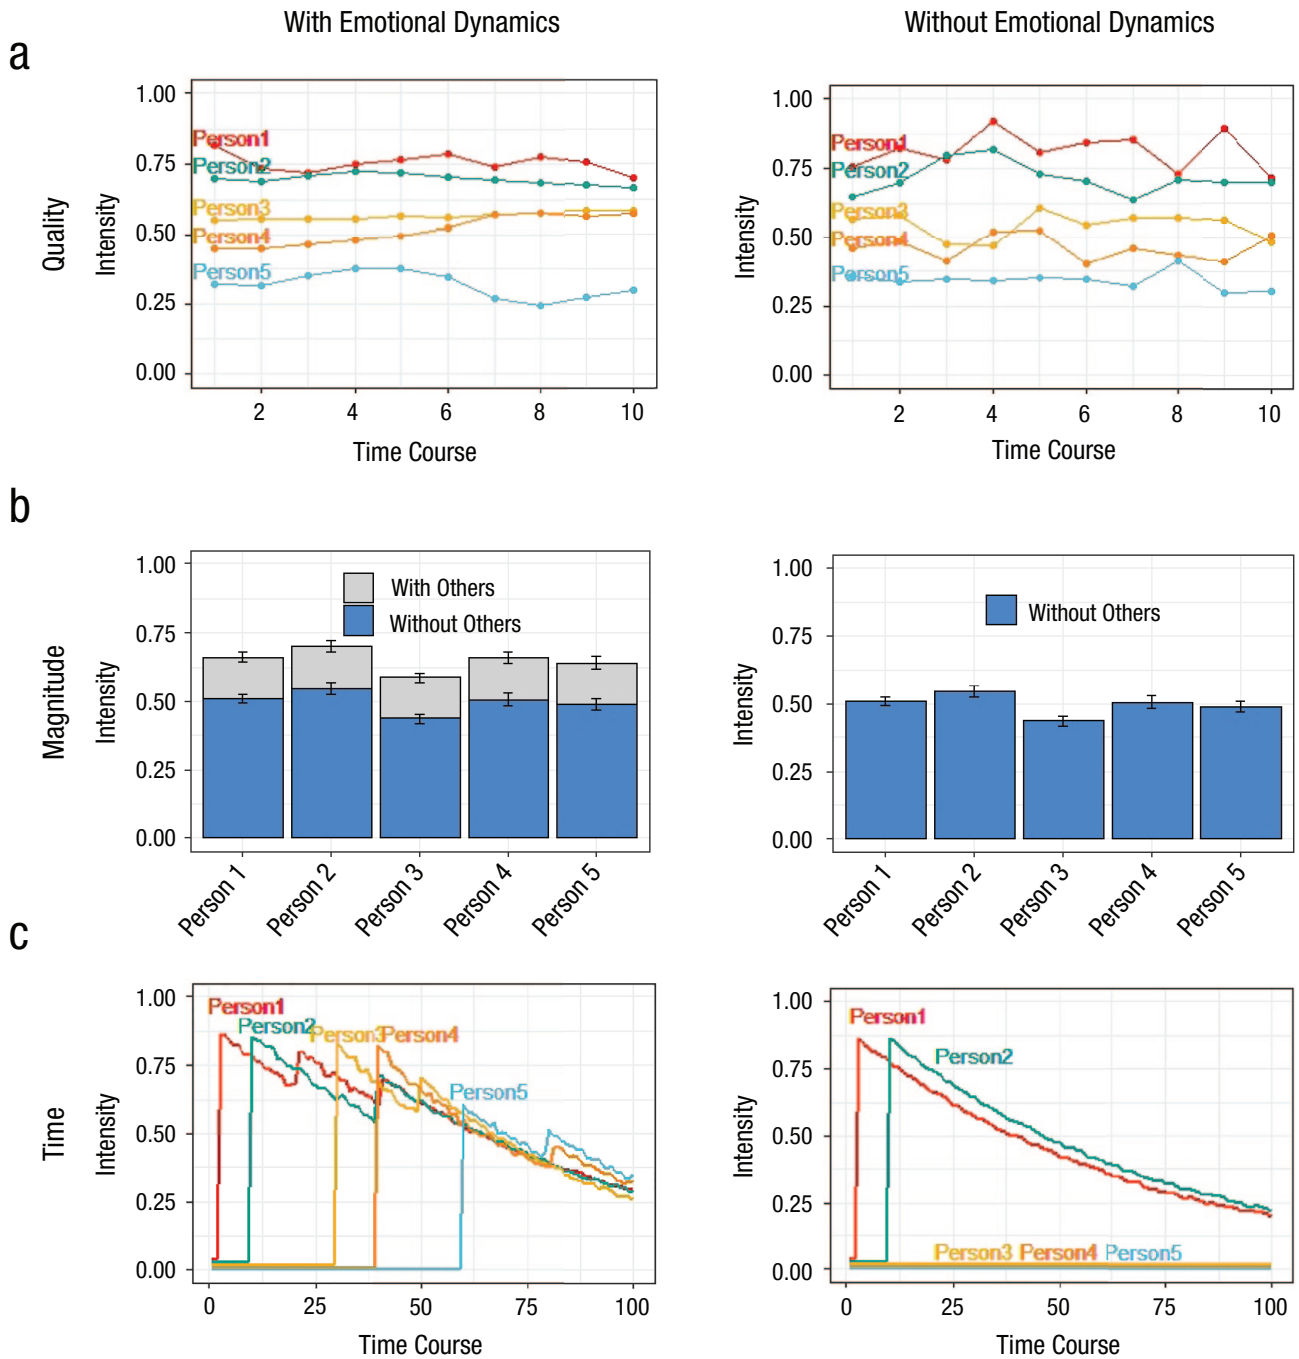 With Emotional Dynamics
Without Emotional Dynamics
a
Quality
Intensity
1.00
0.75
0.50
0.25
0.00
Person1
Person2
Person3
Person4
Person5
2 4 6 8 10
Time Course
Intensity
1.00
0.75
0.50
0.25
0.00
Person1
Person2
Person3
Person4
Person5
2 4 6 8 10
Time Course
b
Magnitude
Intensity
1.00
0.75
0.50
0.25
0.00
With Others
Without Others
Person 1 Person 2 Person 3 Person 4 Person 5
Intensity
1.00
0.75
0.50
0.25
0.00
Without Others
Person 1 Person 2 Person 3 Person 4 Person 5
c
Time
Intensity
1.00
0.75
0.50
0.25
0.00
Person1
Person2 Person3 Person4
Person5
0 25 50 75 100
Time Course
Intensity
1.00
0.75
0.50
0.25
0.00
Person1
Person2
Person3 Person4 Person5
0 25 50 75 100
Time Course